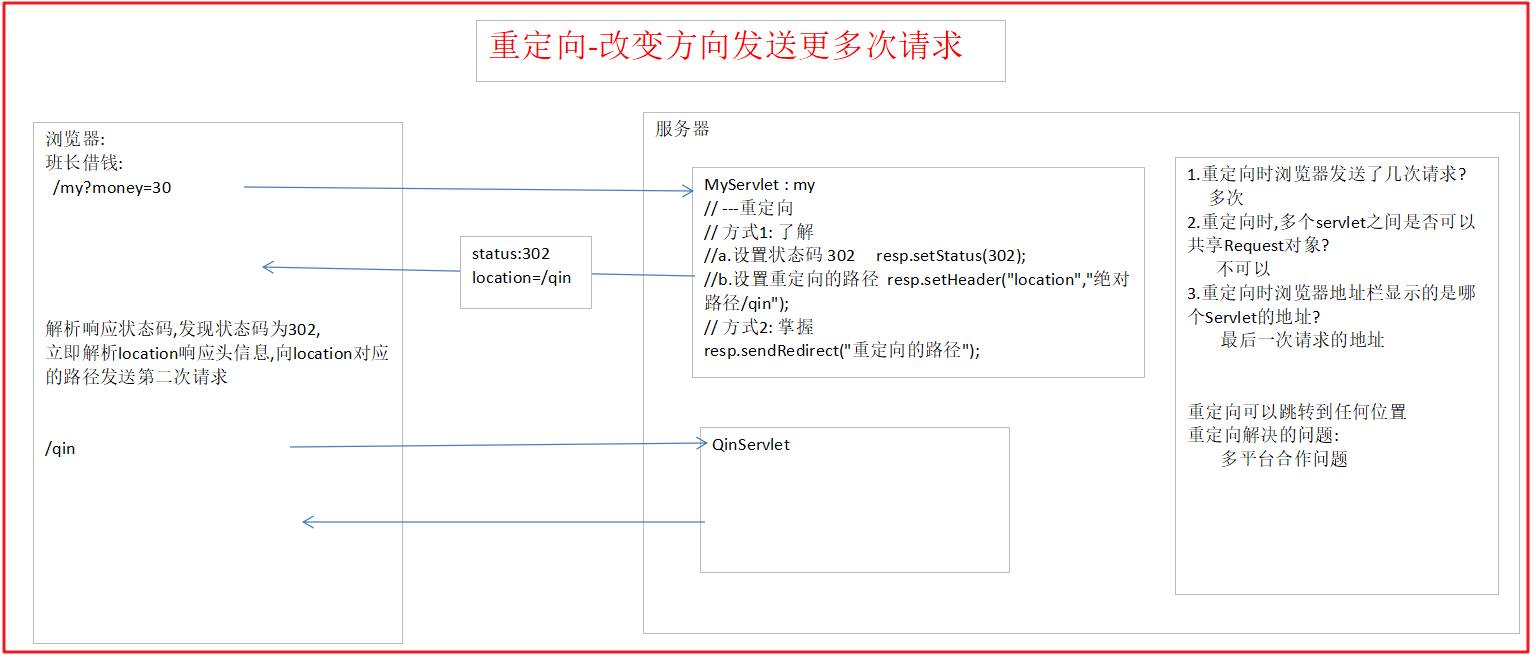 重定向-改变方向发送更多次请求
浏览器:
班长借钱:
/my?money=30
解析响应状态码,发现状态码为302,
立即解析location响应头信息,向location对应
的路径发送第二次请求
/qin
status:302
location=/qin
服务器
MyServlet : my
// ---重定向
// 方式1: 了解
//a.设置状态码 302 resp.setStatus(302);
//b.设置重定向的路径 resp.setHeader("location","绝对
路径/qin");
// 方式2: 掌握
resp.sendRedirect("重定向的路径");
QinServlet
1.重定向时浏览器发送了几次请求?
多次
2.重定向时,多个servlet之间是否可以
共享Request对象?
不可以
3.重定向时浏览器地址栏显示的是哪
个Servlet的地址?
最后一次请求的地址
重定向可以跳转到任何位置
重定向解决的问题:
多平台合作问题